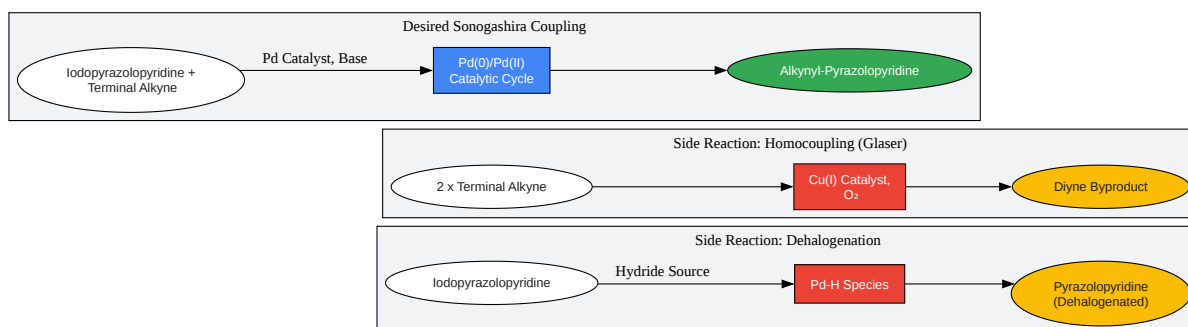 Desired Sonogashira Coupling
Iodopyrazolopyridine +
Terminal Alkyne
Pd Catalyst, Base
Pd(0)/Pd(II)
Catalytic Cycle
Alkynyl-Pyrazolopyridine
Side Reaction: Homocoupling (Glaser)
2 x Terminal Alkyne
Cu(I) Catalyst,
O₂
Diyne Byproduct
Side Reaction: Dehalogenation
Iodopyrazolopyridine
Hydride Source
Pd-H Species
Pyrazolopyridine
(Dehalogenated)